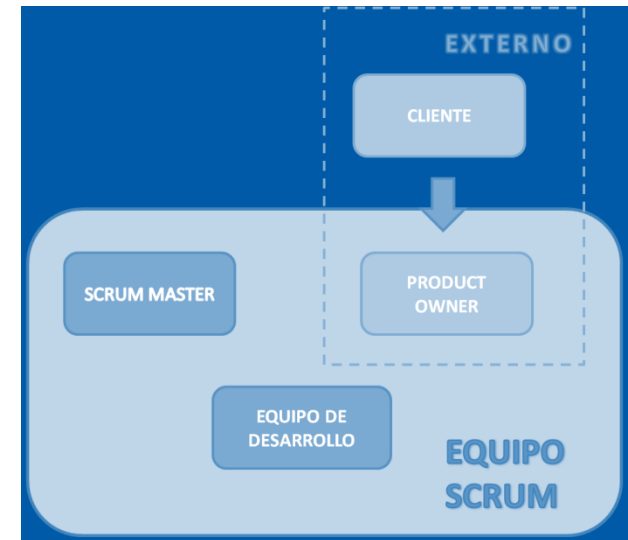 EXTERNO
CLIENTE
SCRUM MASTER
PRODUCT
OWNER
EQUIPO DE
DESARROLLO
EQUIPO
SCRUM